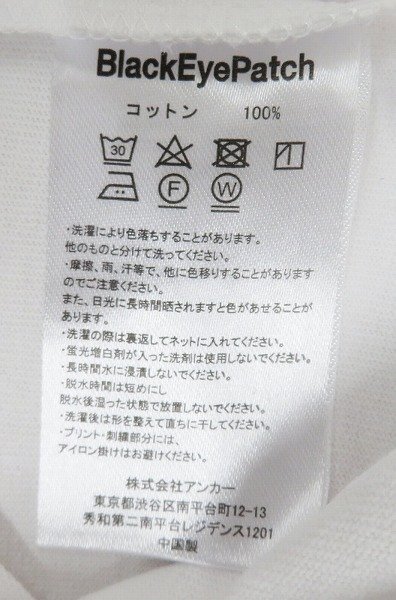 BlackEyePatch
コットン 100%
30
F W
・洗濯により色落ちすることがあります。
他のものと分けて洗ってください。
・摩擦、雨、汗等で、他に色移りすることがあります
のでご注意ください。
また、日光に長時間晒されますと色があせることが
あります。
・洗濯の際は裏返してネットに入れてください。
・蛍光増白剤が入った洗剤は使用しないでください。
・長時間水に浸漬しないでください。
・脱水時間は短めにし
脱水後湿った状態で放置しないでください。
・洗濯後は形を整えて直ちに干してください。
・プリント・刺繍部分には、
アイロン掛けはお避けください。
株式会社アンカー
東京都渋谷区南平台町12-13
秀和第二南平台レジデンス1201
中国製